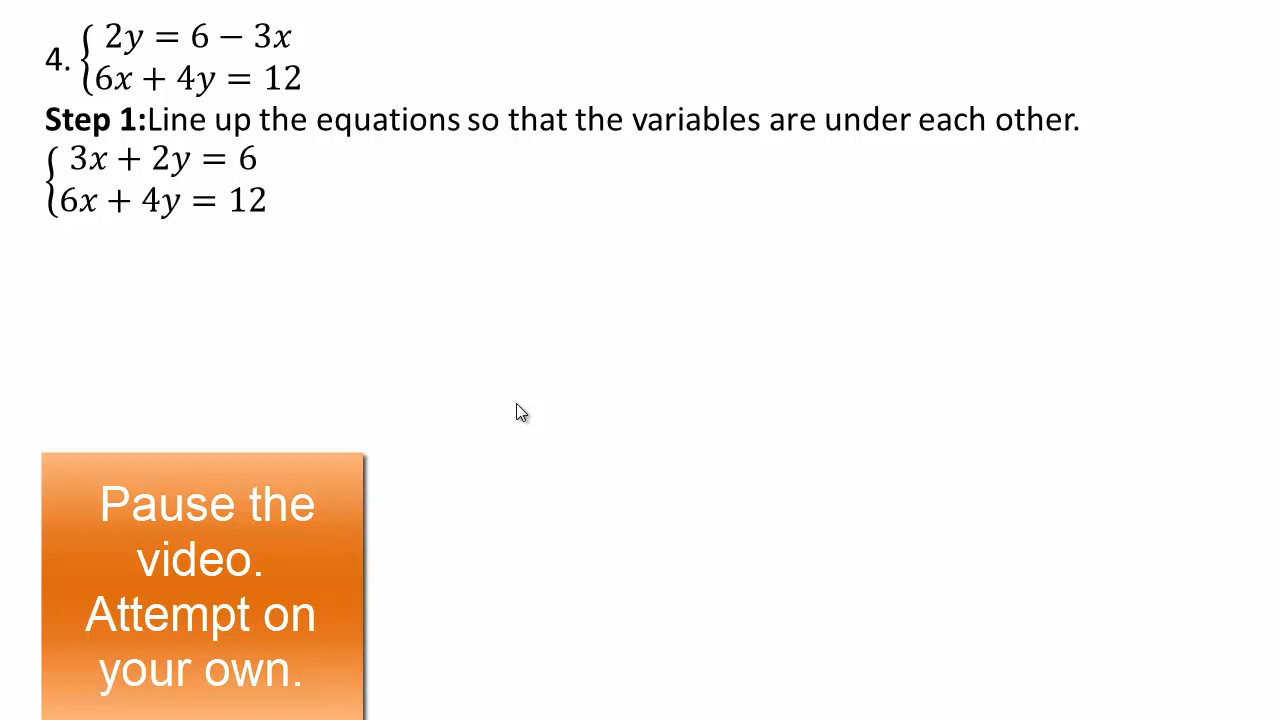 4. {2𝑦 = 6 − 3𝑥
6𝑥 + 4𝑦 = 12
Step 1:Line up the equations so that the variables are under each other.
{3𝑥 + 2𝑦 = 6
6𝑥 + 4𝑦 = 12
Pause the
video.
Attempt on
your own.